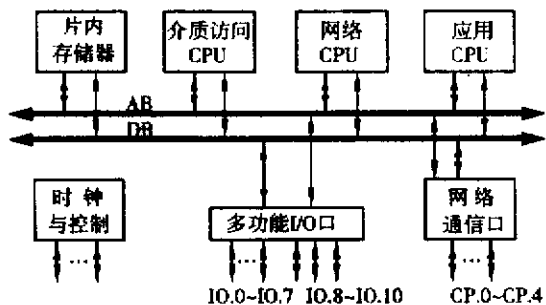 片内
存储器
介质访问
CPU
网络
CPU
应用
CPU
AB
DB
时钟
与控制
多功能I/O口
网络
通信口
IO.0~IO.7
IO.8~IO.10
CP.0~CP.4